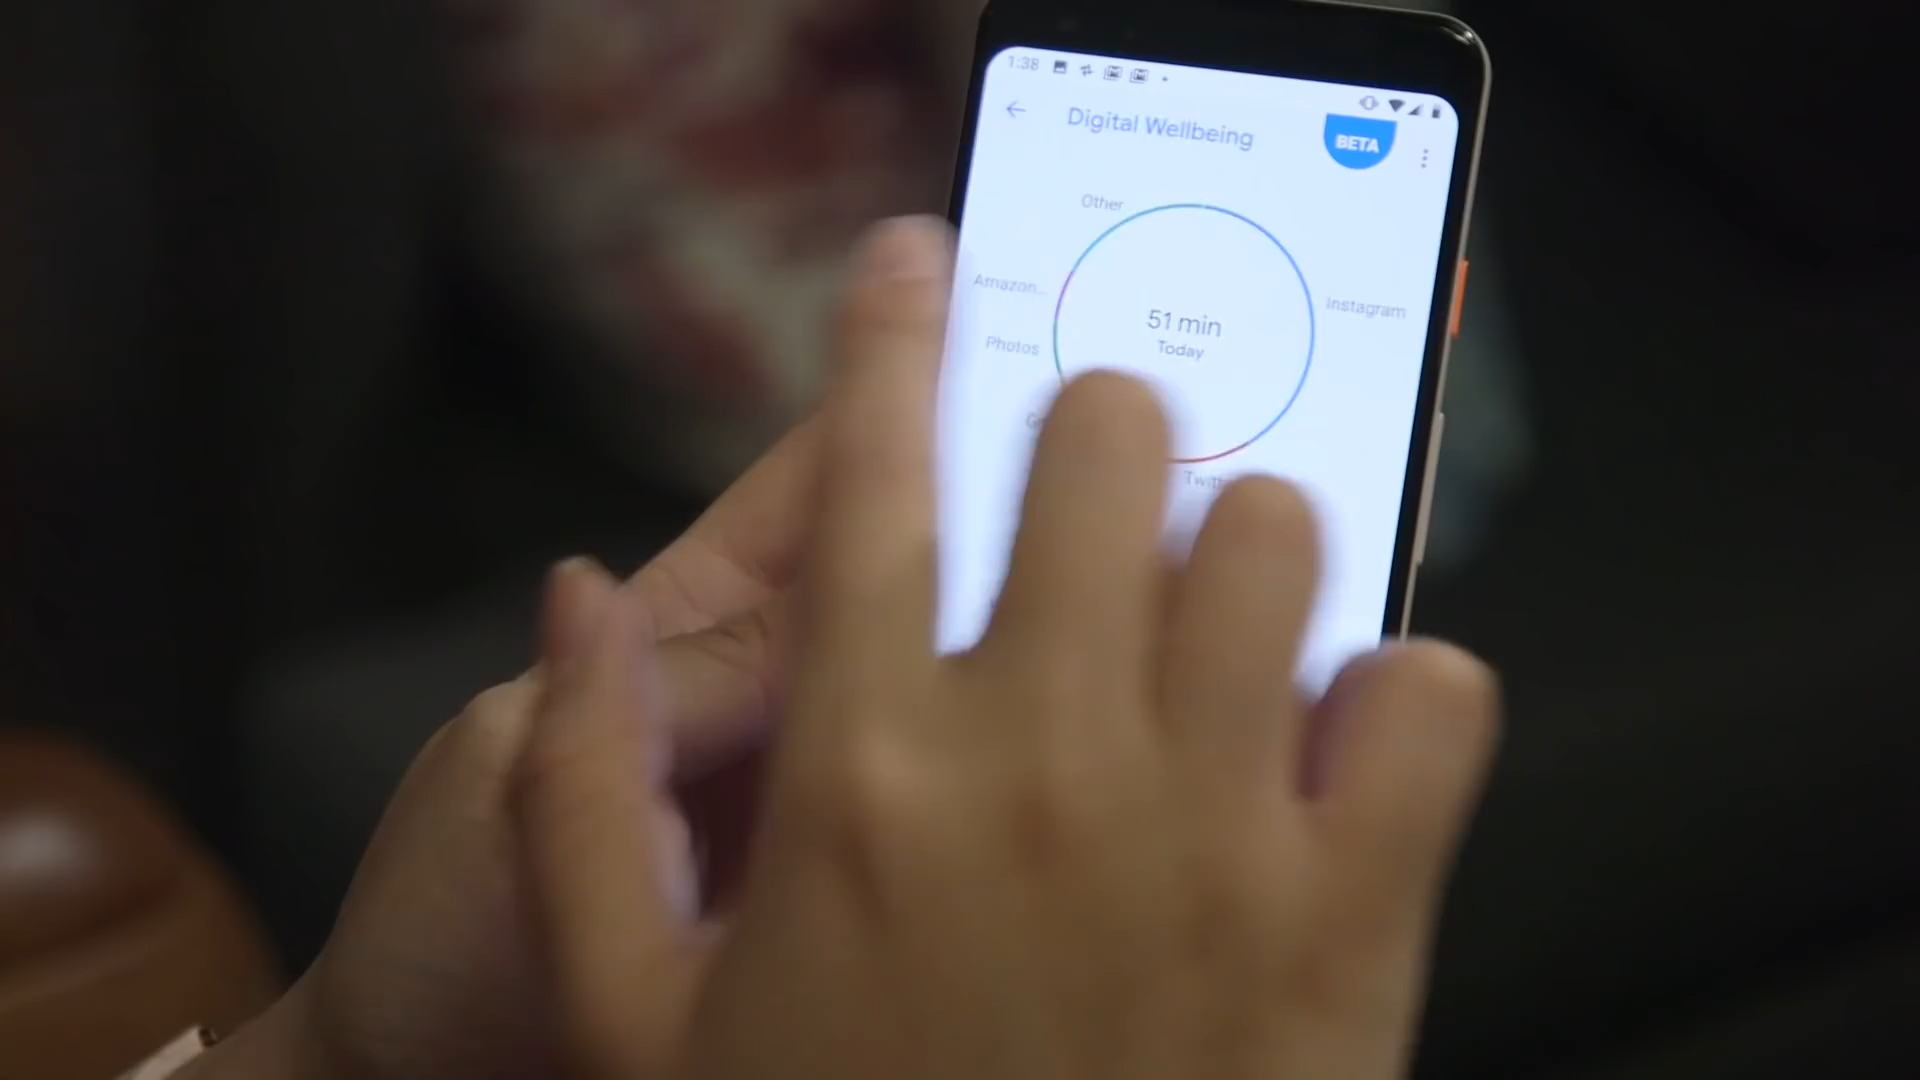 1:38
Digital Wellbeing
BETA
Other
Amazon...
Instagram
51 min
Today
Photos